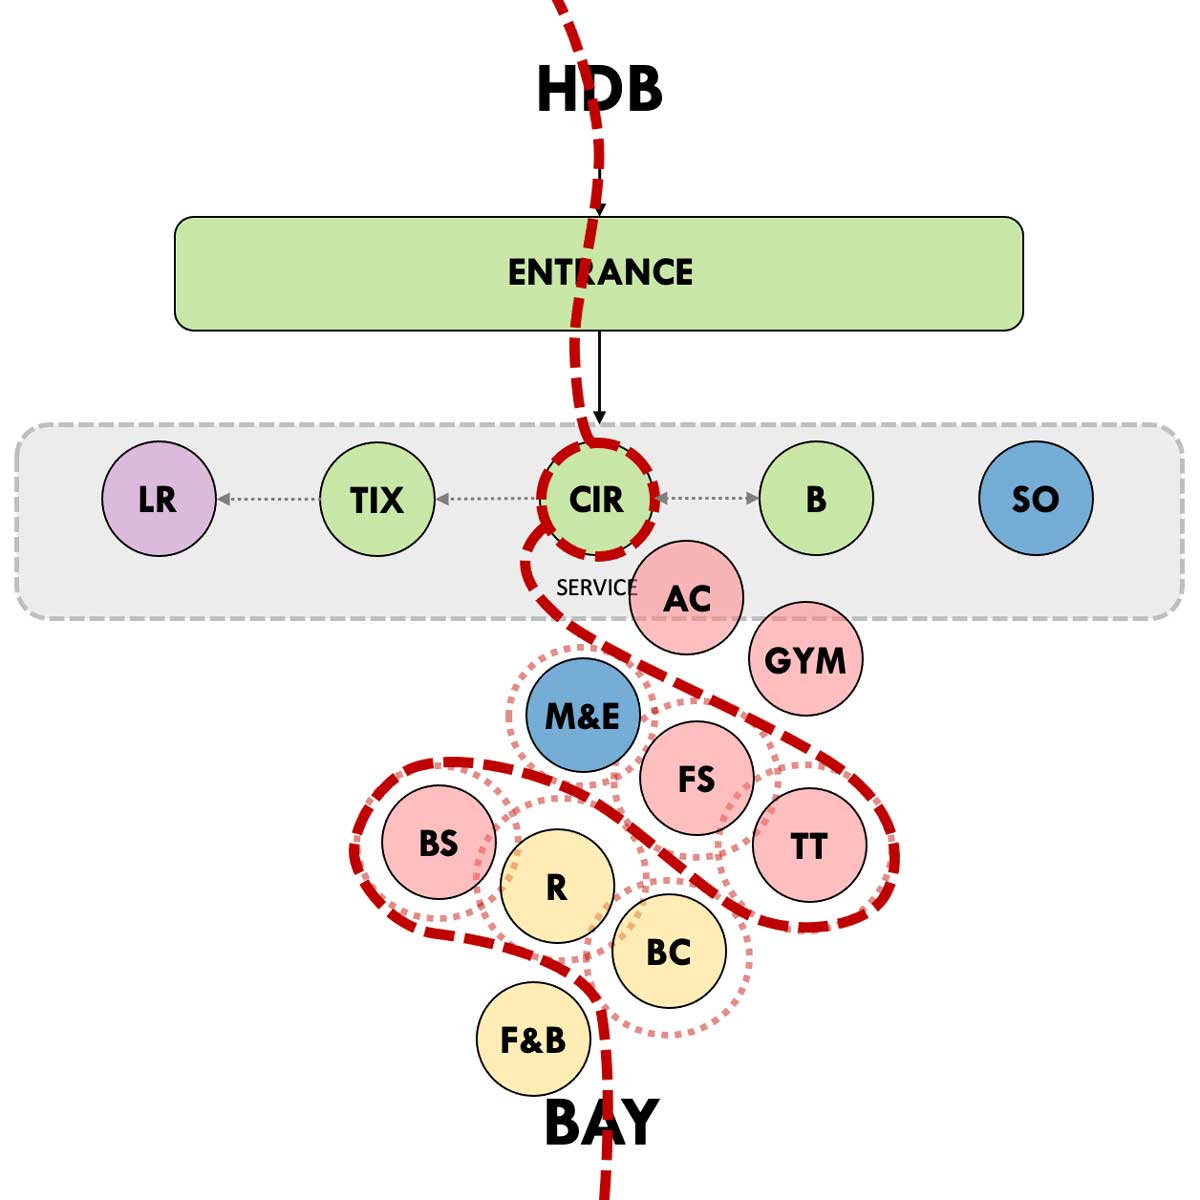 HDB
ENTRANCE
LR
TIX
CIR
B
SO
SERVICE
AC
GYM
M&E
FS
BS
TT
R
BC
F&B
BAY